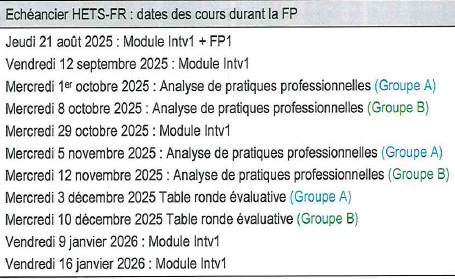 Echéancier HETS-FR : dates des cours durant la FP
Jeudi 21 août 2025 : Module Intv1 + FP1
Vendredi 12 septembre 2025 : Module Intv1
Mercredi 1er octobre 2025 : Analyse de pratiques professionelles (Groupe A)
Mercredi 8 octobre 2025 : Analyse de pratiques professionelles (Groupe B)
Mercredi 29 octobre 2025 : Module Intv1
Mercredi 5 novembre 2025 : Analyse de pratiques professionelles (Groupe A)
Mercredi 12 novembre 2025 : Analyse de pratiques professionelles (Groupe B)
Mercredi 3 décembre 2025 Table ronde évaluative (Groupe A)
Mercredi 10 décembre 2025 Table ronde évaluative (Groupe B)
Vendredi 9 janvier 2026 : Module Intv1
Vendredi 16 janvier 2026 : Module Intv1